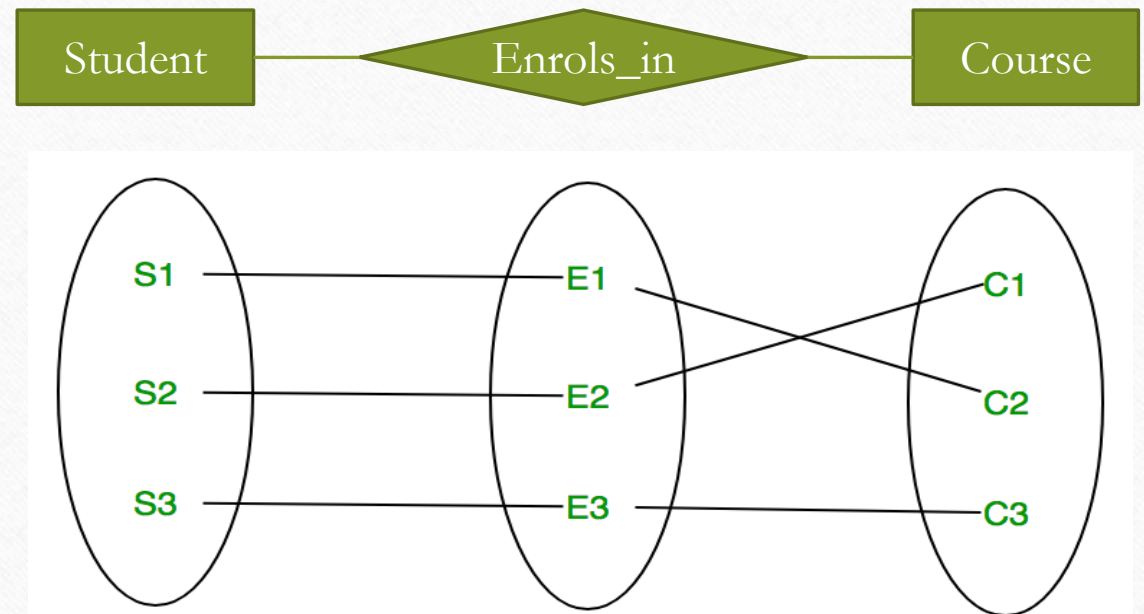 Student Enrols_in Course
S1 E1 C1
S2 E2 C2
S3 E3 C3